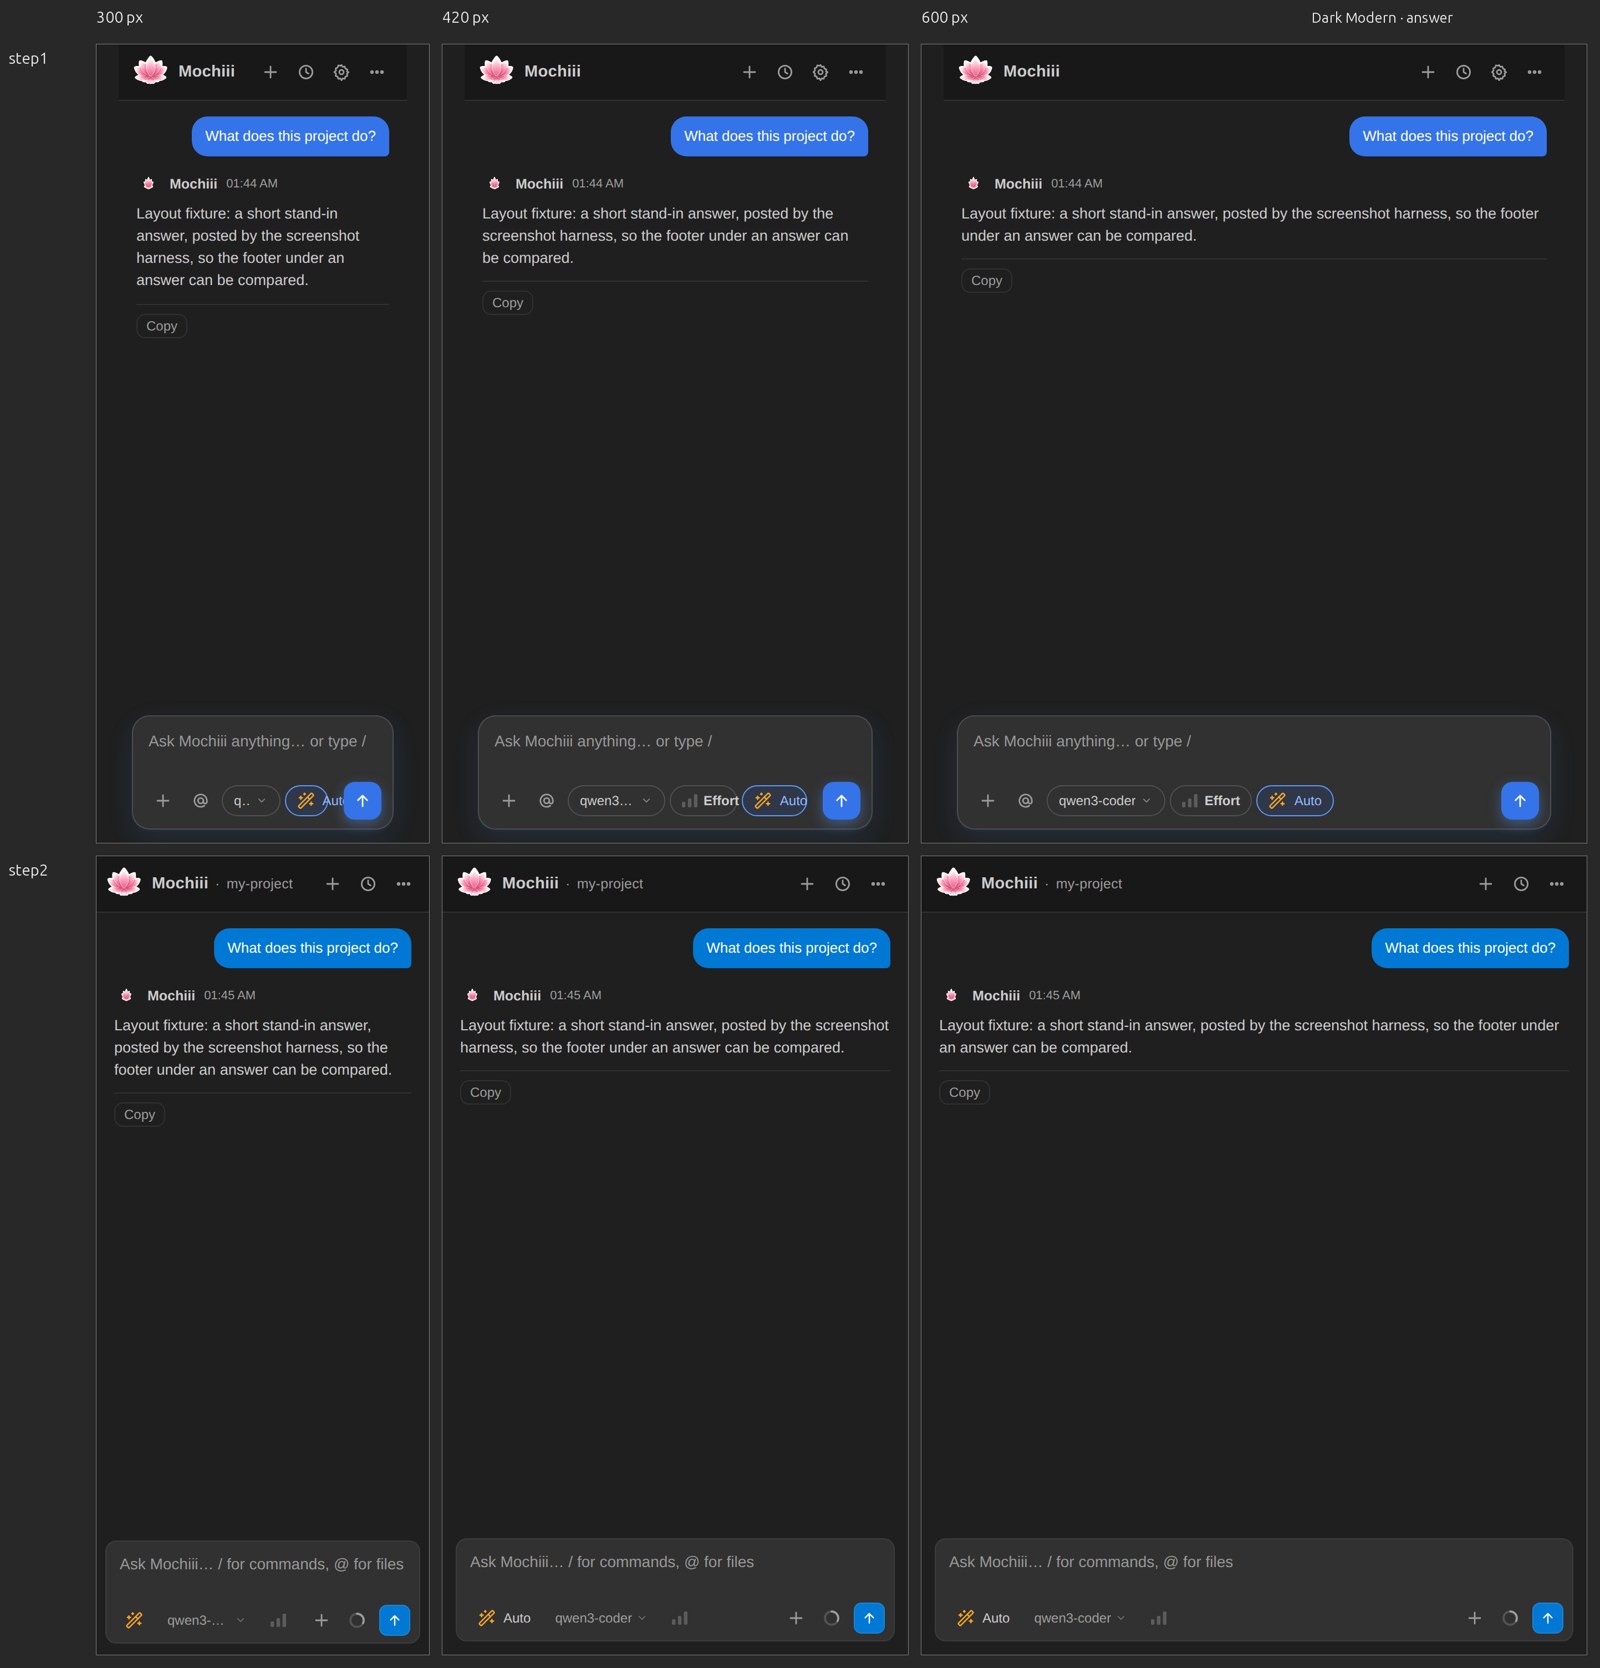 300 px
420 px
600 px
Dark Modern · answer
step1
Mochiii
What does this project do?
Mochiii 01:44 AM
Layout fixture: a short stand-in
answer, posted by the screenshot
harness, so the footer under an
answer can be compared.
Copy
Ask Mochiii anything… or type /
q..
Aut
Mochiii
What does this project do?
Mochiii 01:44 AM
Layout fixture: a short stand-in answer, posted by the
screenshot harness, so the footer under an answer can
be compared.
Copy
Ask Mochiii anything… or type /
qwen3… Effort Auto
Mochiii
What does this project do?
Mochiii 01:44 AM
Layout fixture: a short stand-in answer, posted by the screenshot harness, so the footer
under an answer can be compared.
Copy
Ask Mochiii anything… or type /
qwen3-coder Effort Auto
step2
Mochiii · my-project
What does this project do?
Mochiii 01:45 AM
Layout fixture: a short stand-in answer,
posted by the screenshot harness, so the
footer under an answer can be compared.
Copy
Ask Mochiii… / for commands, @ for files
qwen3-…
Mochiii · my-project
What does this project do?
Mochiii 01:45 AM
Layout fixture: a short stand-in answer, posted by the screenshot
harness, so the footer under an answer can be compared.
Copy
Ask Mochiii… / for commands, @ for files
Auto qwen3-coder
Mochiii · my-project
What does this project do?
Mochiii 01:45 AM
Layout fixture: a short stand-in answer, posted by the screenshot harness, so the footer under
an answer can be compared.
Copy
Ask Mochiii… / for commands, @ for files
Auto qwen3-coder